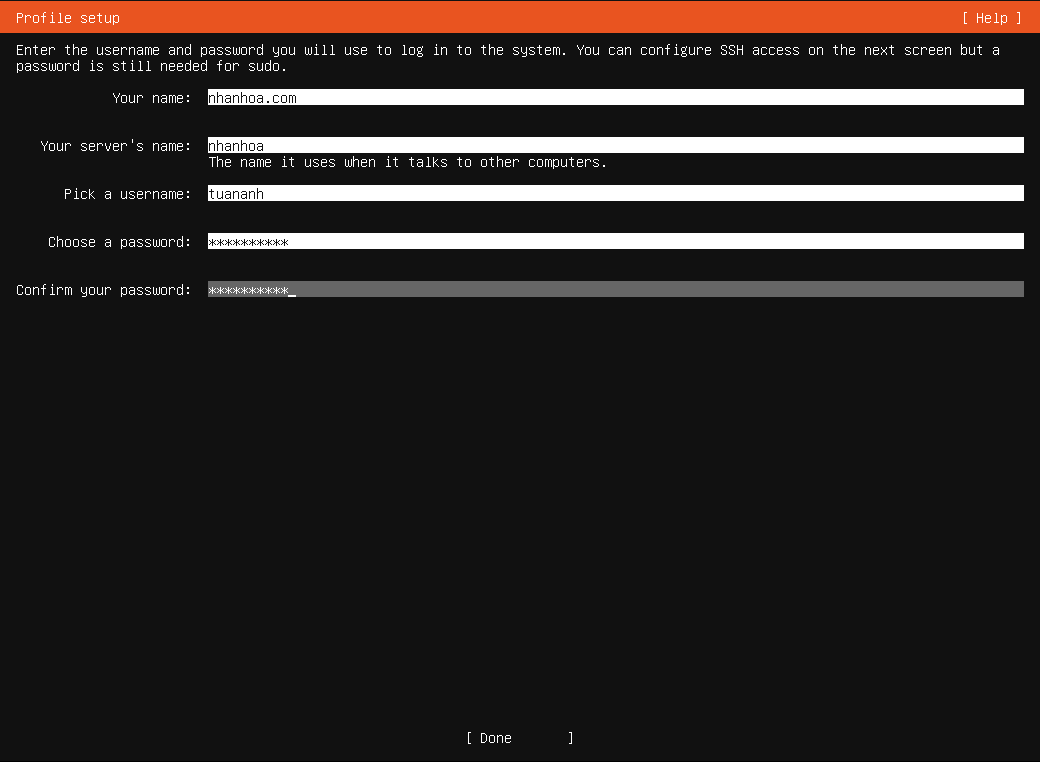 Profile setup [ Help ]
Enter the username and password you will use to log in to the system. You can configure SSH access on the next screen but a
password is still needed for sudo.
Your name: nhanhoa.com
Your server's name: nhanhoa
The name it uses when it talks to other computers.
Pick a username: tuananh
Choose a password: **********
Confirm your password: **********_
[ Done ]